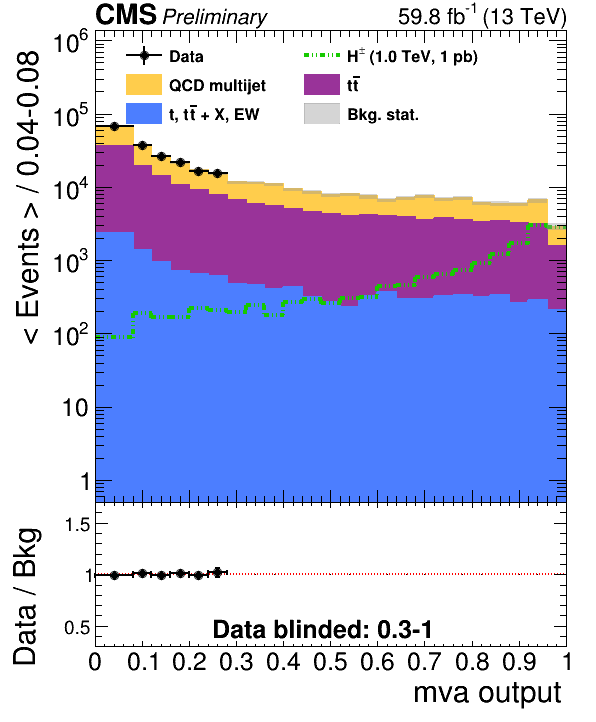 CMS Preliminary 59.8 fb⁻¹ (13 TeV)
10⁶
Data H± (1.0 TeV, 1 pb)
QCD multijet tt̄
t, tt̄ + X, EW Bkg. stat.
10⁵
10⁴
10³
10²
10
1
< Events > / 0.04-0.08
1.5
1
0.5
Data / Bkg
Data blinded: 0.3-1
0 0.1 0.2 0.3 0.4 0.5 0.6 0.7 0.8 0.9 1
mva output